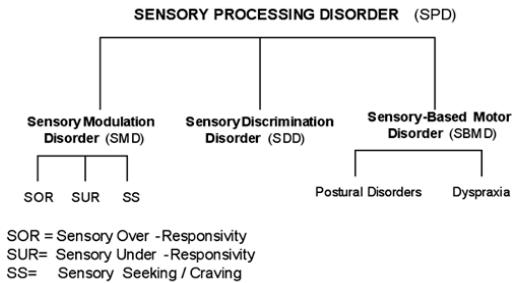 SENSORY PROCESSING DISORDER (SPD)
Sensory Modulation Disorder (SMD)
Sensory Discrimination Disorder (SDD)
Sensory-Based Motor Disorder (SBMD)
SOR SUR SS
Postural Disorders Dyspraxia
SOR = Sensory Over -Responsivity
SUR= Sensory Under -Responsivity
SS= Sensory Seeking / Craving